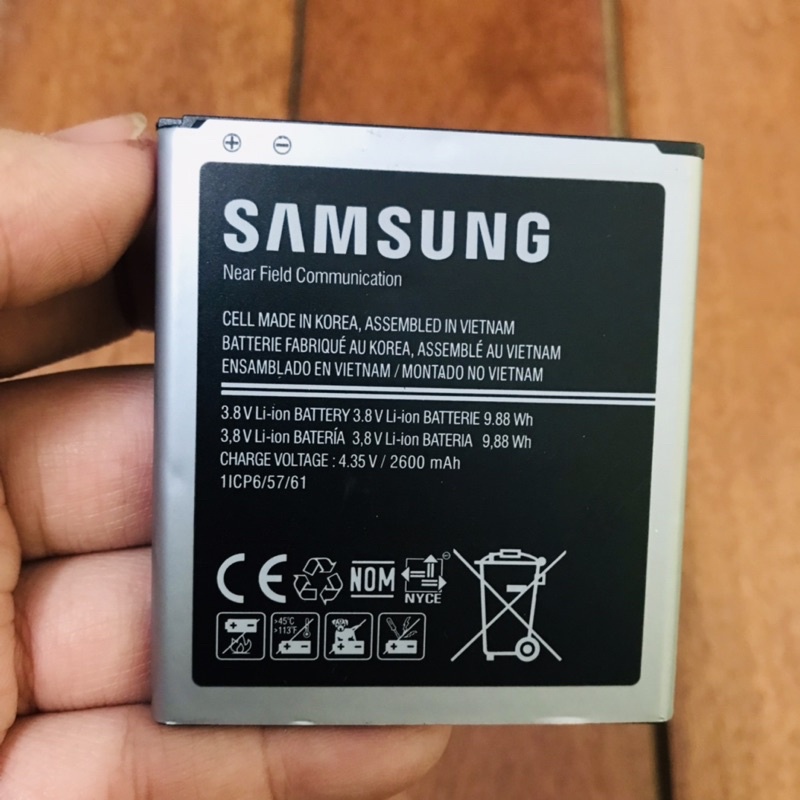 SAMSUNG
Near Field Communication
CELL MADE IN KOREA, ASSEMBLED IN VIETNAM
BATTERIE FABRIQUÉ AU KOREA, ASSEMBLÉ AU VIETNAM
ENSAMBLADO EN VIETNAM / MONTADO NO VIETNAM
3.8 V Li-ion BATTERY 3.8 V Li-ion BATTERIE 9.88 Wh
3,8 V Li-ion BATERÍA 3,8 V Li-ion BATERIA 9,88 Wh
CHARGE VOLTAGE : 4.35 V / 2600 mAh
1ICP6/57/61
CE NOM NYCE
>45°C
>113°F